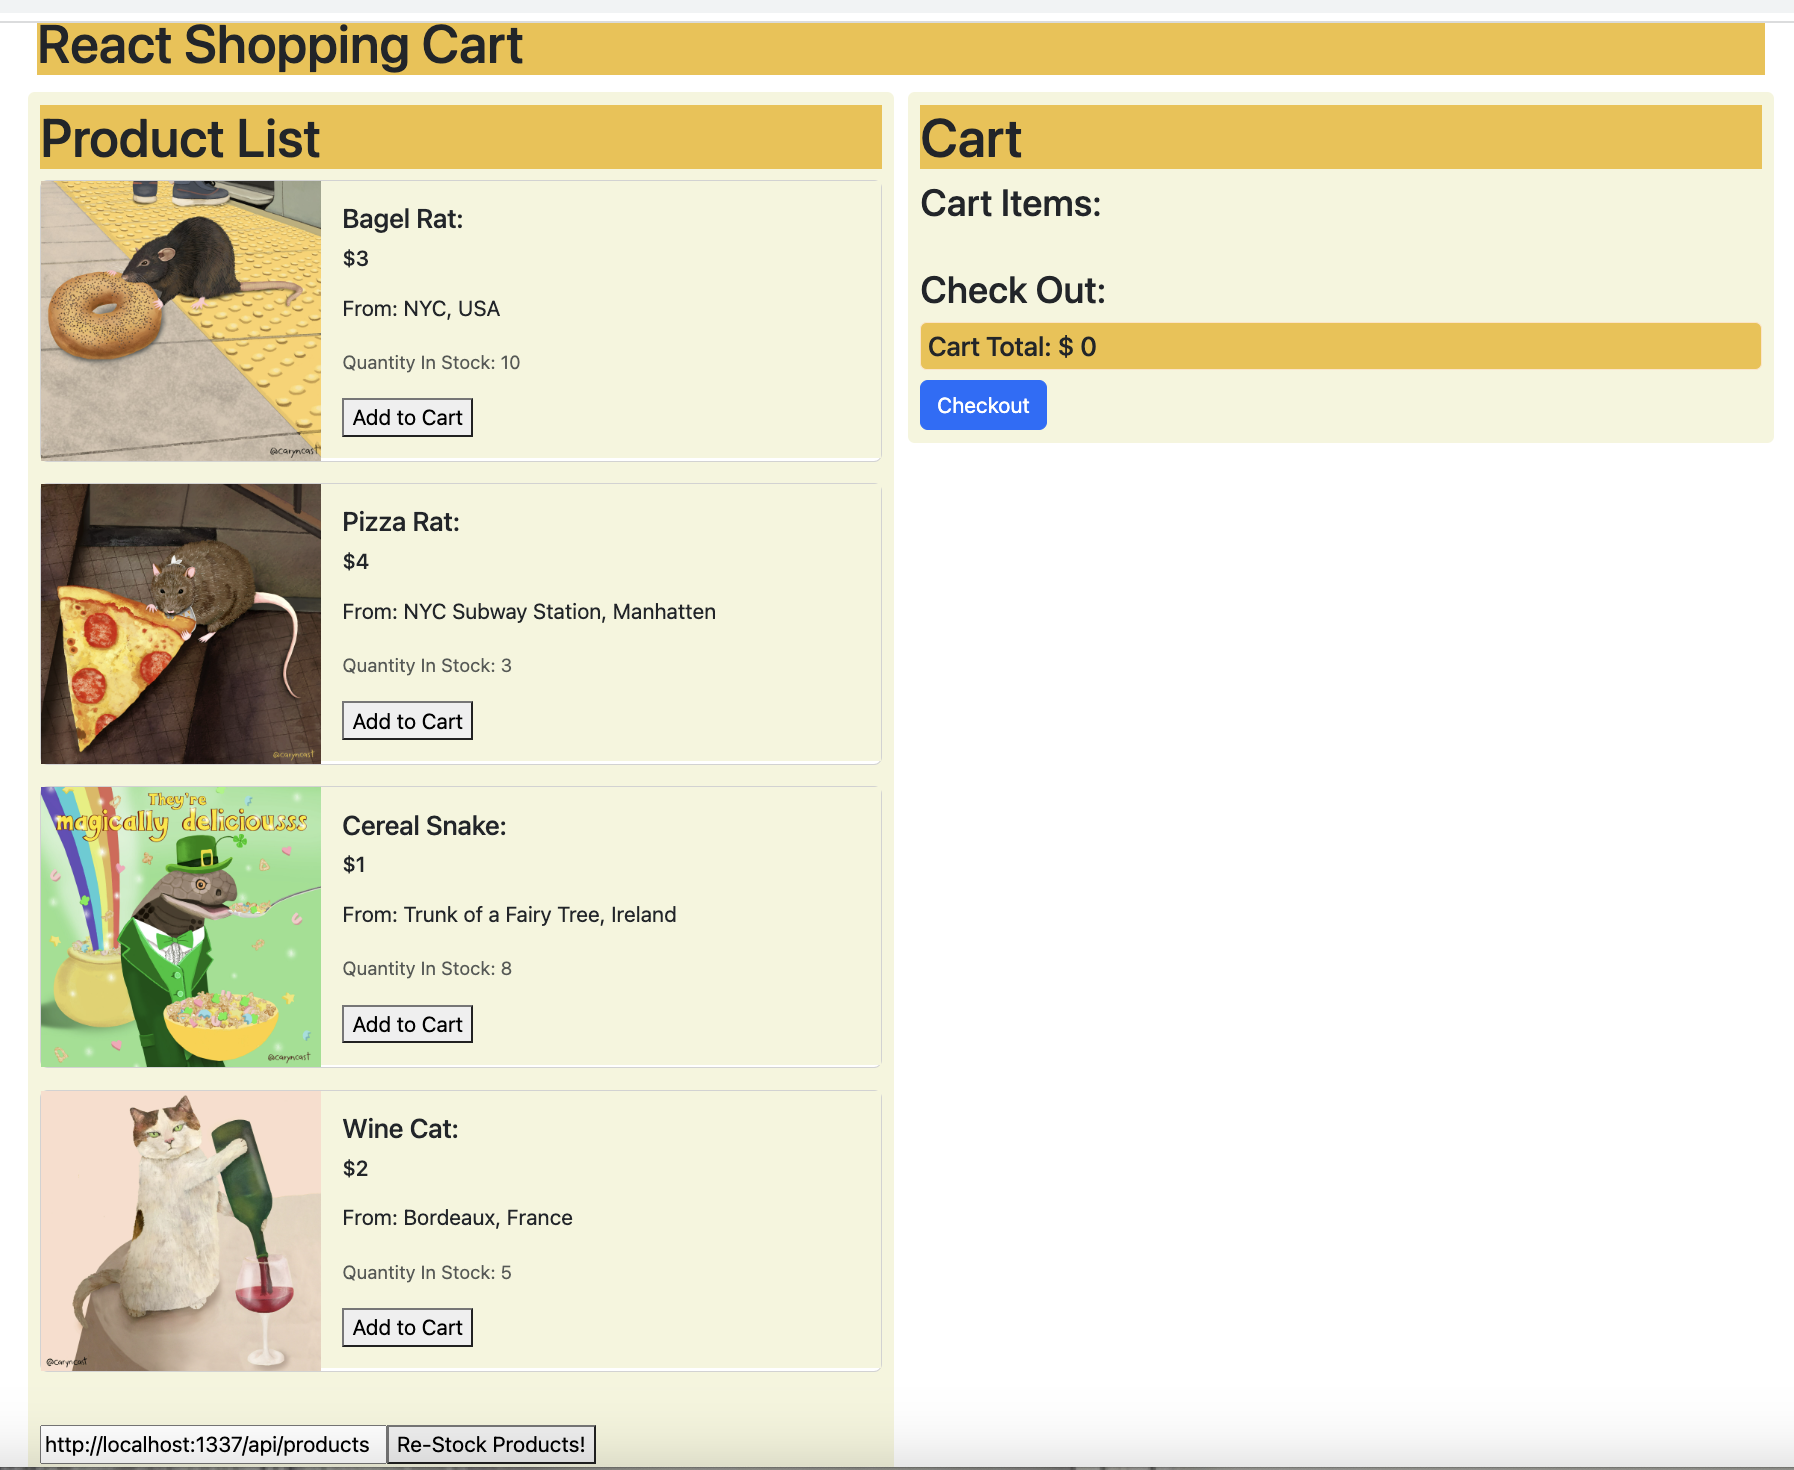 React Shopping Cart
Product List
@caryncast
Bagel Rat:
$3
From: NYC, USA
Quantity In Stock: 10
Add to Cart
@caryncast
Pizza Rat:
$4
From: NYC Subway Station, Manhatten
Quantity In Stock: 3
Add to Cart
They're
magically deliciousss
@caryncast
Cereal Snake:
$1
From: Trunk of a Fairy Tree, Ireland
Quantity In Stock: 8
Add to Cart
@caryncast
Wine Cat:
$2
From: Bordeaux, France
Quantity In Stock: 5
Add to Cart
http://localhost:1337/api/products
Re-Stock Products!
Cart
Cart Items:
Check Out:
Cart Total: $ 0
Checkout